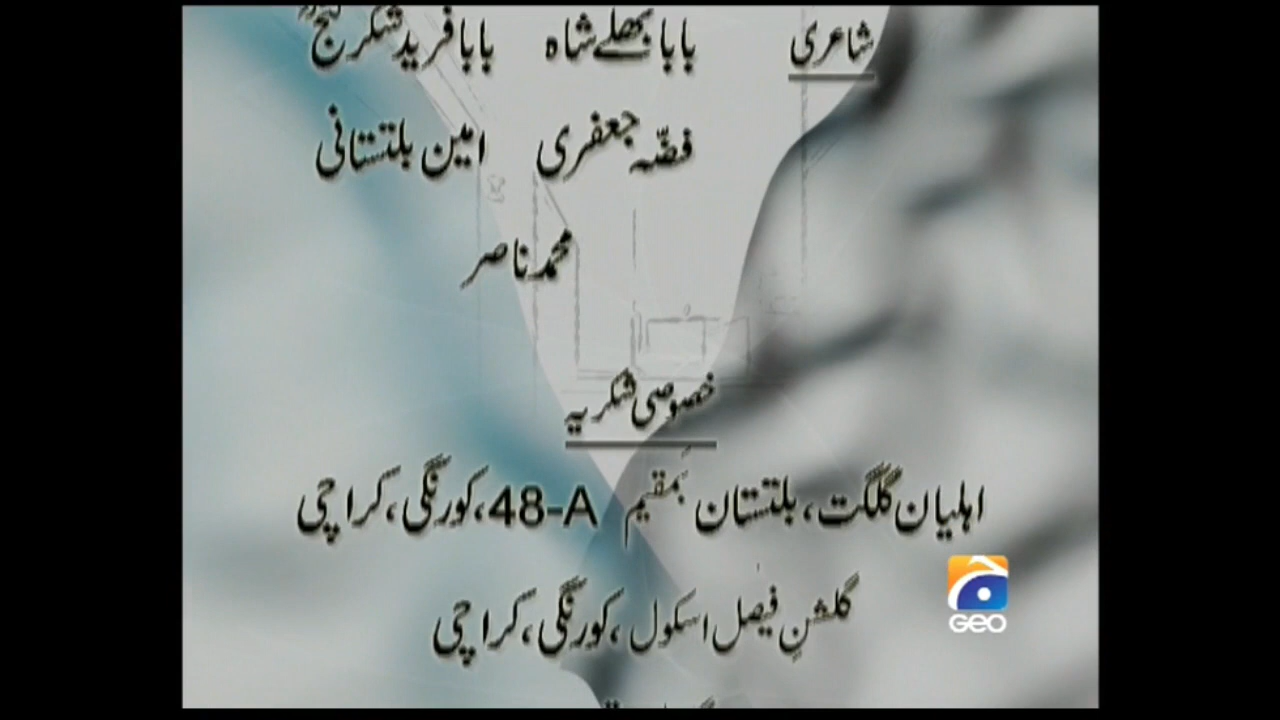 شاعری بابا بھلے شاہ بابا فرید شکر گنج
فضّہ جعفری امین بلتستانی
محمد ناصر
خصوصی شکریہ
اہلیان گلگت، بلتستان بمقیم 48-A، کورنگی، کراچی
گلشنِ فیصل اسکول، کورنگی، کراچی
GEO